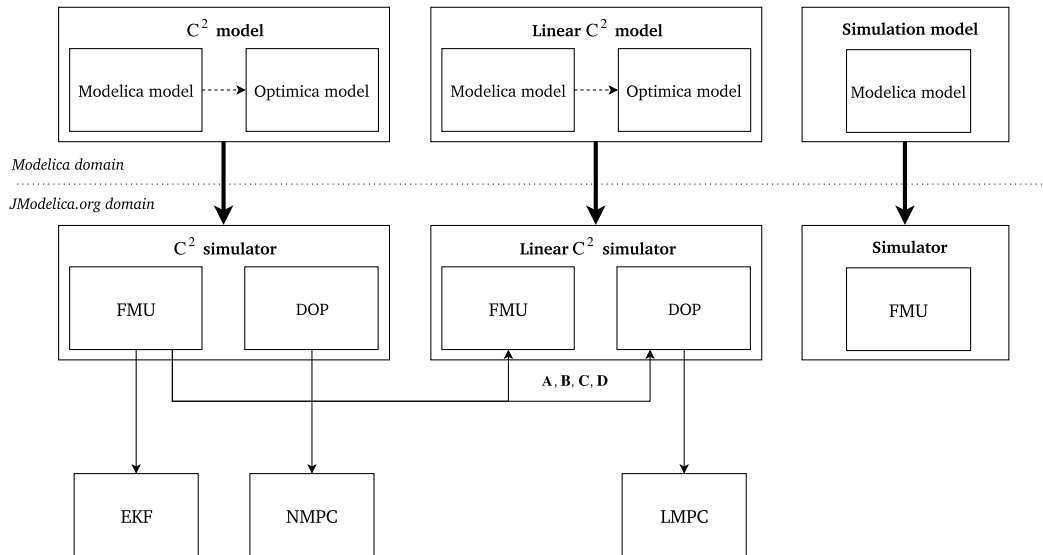 C² model
Linear C² model
Simulation model
Modelica model
Optimica model
Modelica model
Optimica model
Modelica model
Modelica domain
JModelica.org domain
C² simulator
Linear C² simulator
Simulator
FMU
DOP
FMU
DOP
FMU
A, B, C, D
EKF
NMPC
LMPC